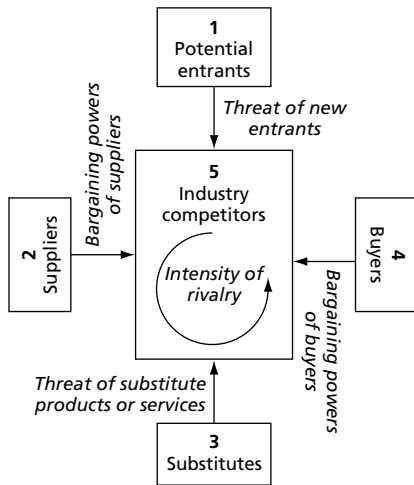 1
Potential
entrants
Threat of new
entrants
Bargaining powers
of suppliers
5
Industry
competitors
2
Suppliers
Intensity of
rivalry
4
Buyers
Bargaining powers
of buyers
Threat of substitute
products or services
3
Substitutes